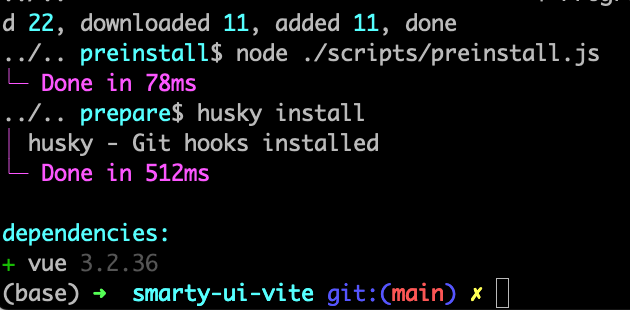 d 22, downloaded 11, added 11, done
../.. preinstall$ node ./scripts/preinstall.js
└─ Done in 78ms
../.. prepare$ husky install
│ husky - Git hooks installed
└─ Done in 512ms
dependencies:
+ vue 3.2.36
(base) ➜ smarty-ui-vite git:(main) ✗